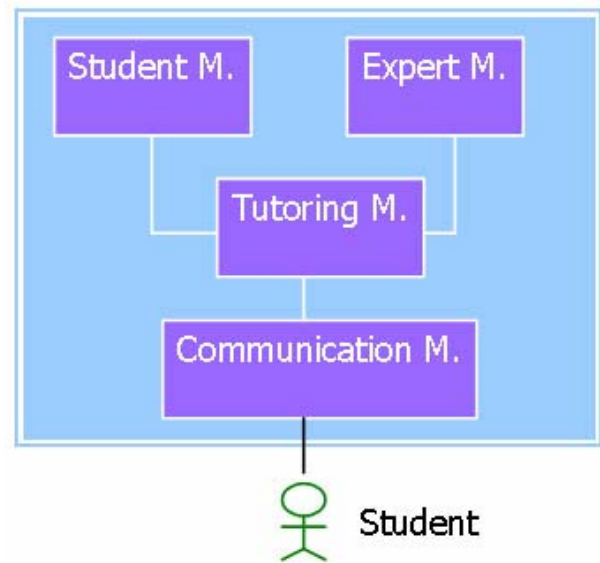 Student M.
Expert M.
Tutoring M.
Communication M.
Student